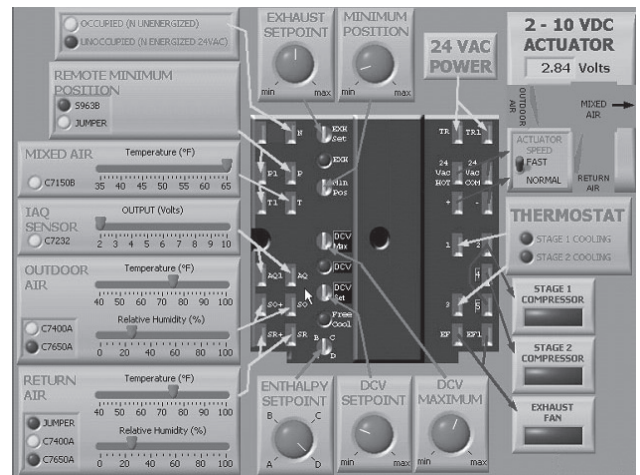 OCCUPIED (N UNENERGIZED)
UNOCCUPIED (N ENERGIZED 24VAC)
REMOTE MINIMUM
POSITION
S963B
JUMPER
MIXED AIR
Temperature (°F)
C7150B
35 40 45 50 55 60 65
IAQ
SENSOR
OUTPUT (Volts)
C7232
2 3 4 5 6 7 8 9 10
OUTDOOR
AIR
Temperature (°F)
40 50 60 70 80 90 100
Relative Humidity (%)
C7400A
C7650A
0 20 40 60 80 100
RETURN
AIR
Temperature (°F)
40 50 60 70 80 90 100
JUMPER
C7400A
C7650A
Relative Humidity (%)
0 20 40 60 80 100
EXHAUST
SETPOINT
min max
MINIMUM
POSITION
min max
24 VAC
POWER
2 - 10 VDC
ACTUATOR
2.84 Volts
OUTDOOR
AIR
MIXED
AIR
RETURN
AIR
ACTUATOR
SPEED
FAST
NORMAL
THERMOSTAT
STAGE 1 COOLING
STAGE 2 COOLING
STAGE 1
COMPRESSOR
STAGE 2
COMPRESSOR
EXHAUST
FAN
N
P1 P
T1 T
AQ1 AQ
SO+ SO
SR+ SR
EXH
Set
EXH
Min
Pos
DCV
Max
DCV
DCV
Set
Free
Cool
B C
D
TR TR1
24
Vac
HOT
24
Vac
COM
+ -
1 2
4
3 5
EF EF1
ENTHALPY
SETPOINT
B C
A D
DCV
SETPOINT
min max
DCV
MAXIMUM
min max